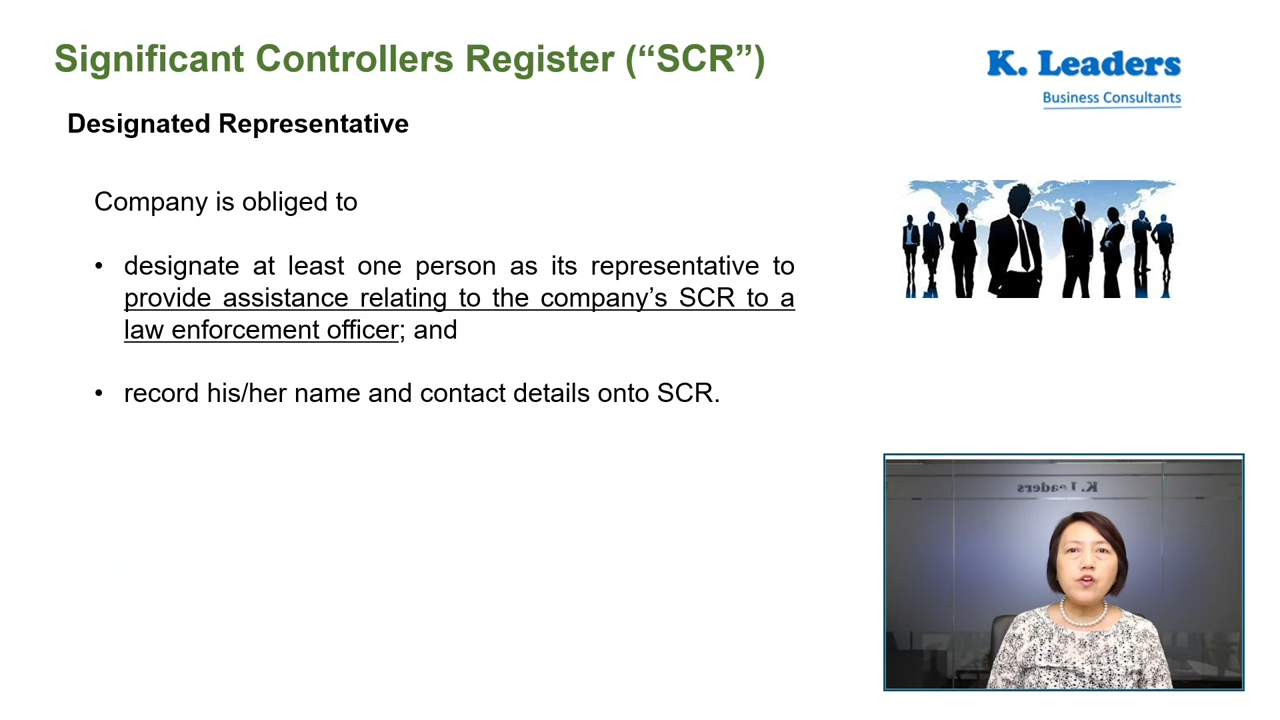 Significant Controllers Register (“SCR”)
K. Leaders
Business Consultants
Designated Representative
Company is obliged to
• designate at least one person as its representative to
provide assistance relating to the company’s SCR to a
law enforcement officer; and
• record his/her name and contact details onto SCR.
K. Leaders